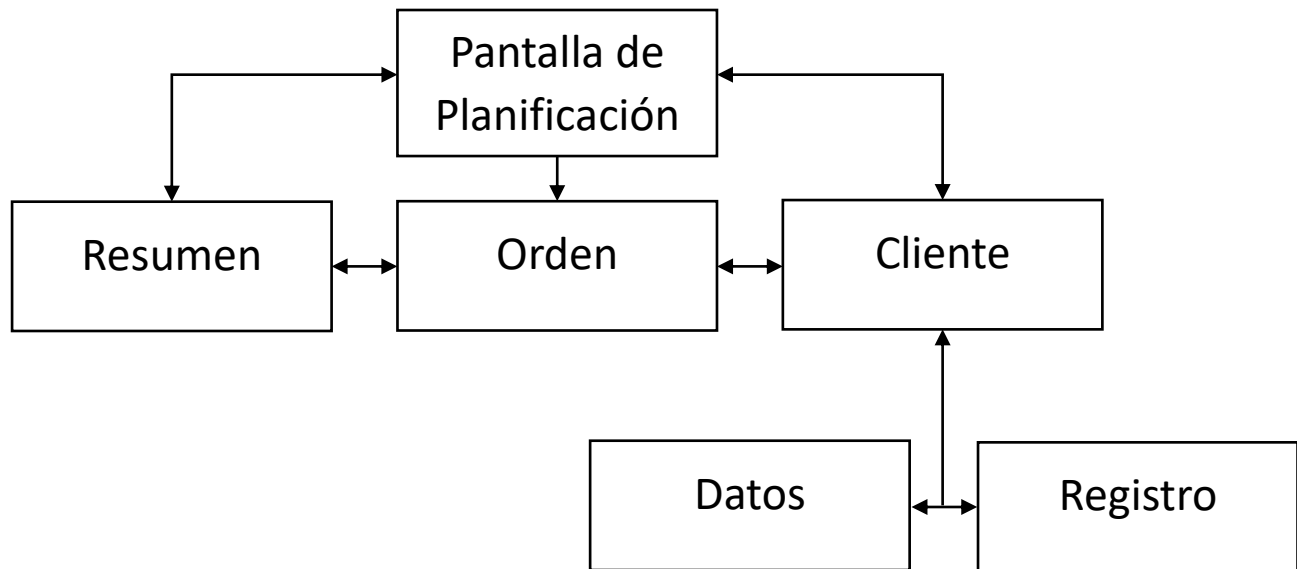 Pantalla de
Planificación
Resumen
Orden
Cliente
Datos
Registro